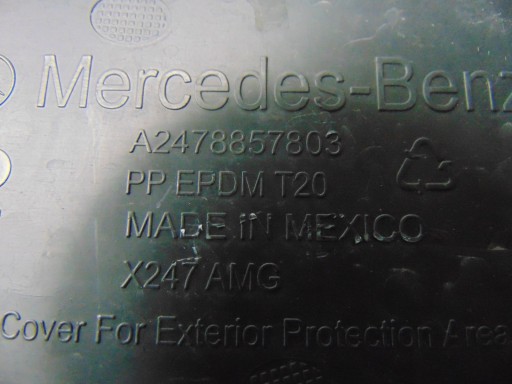 Mercedes-Benz
A2478857803
PP EPDM T20
MADE IN MEXICO
X247 AMG
Cover For Exterior Protection Area